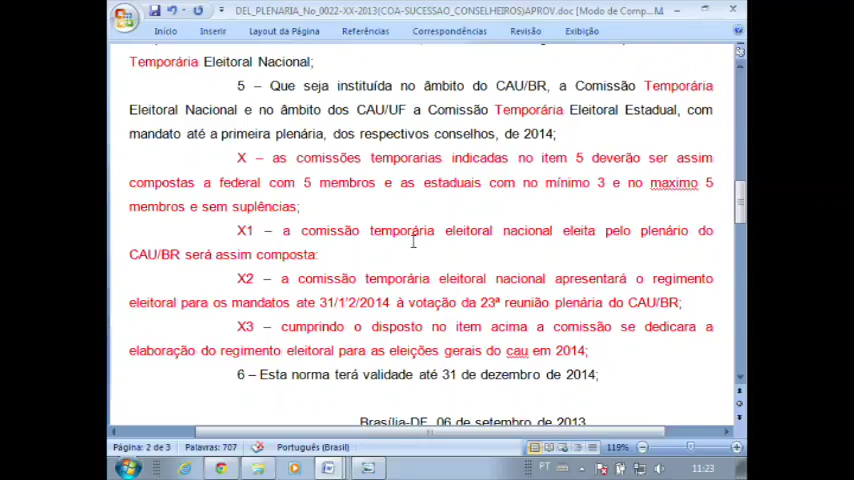 DEL_PLENARIA_No_0022-XX-2013(COA-SUCESSAO_CONSELHEIROS)APROV.doc [Modo de Comp...
Início Inserir Layout da Página Referências Correspondências Revisão Exibição
Temporária Eleitoral Nacional;
5 – Que seja instituída no âmbito do CAU/BR, a Comissão Temporária
Eleitoral Nacional e no âmbito dos CAU/UF a Comissão Temporária Eleitoral Estadual, com
mandato até a primeira plenária, dos respectivos conselhos, de 2014;
X – as comissões temporarias indicadas no item 5 deverão ser assim
compostas a federal com 5 membros e as estaduais com no mínimo 3 e no maximo 5
membros e sem suplências;
X1 – a comissão temporária eleitoral nacional eleita pelo plenário do
CAU/BR será assim composta:
X2 – a comissão temporária eleitoral nacional apresentará o regimento
eleitoral para os mandatos ate 31/1'2/2014 à votação da 23ª reunião plenária do CAU/BR;
X3 – cumprindo o disposto no item acima a comissão se dedicara a
elaboração do regimento eleitoral para as eleições gerais do cau em 2014;
6 – Esta norma terá validade até 31 de dezembro de 2014;
Brasília-DF, 06 de setembro de 2013
Página: 2 de 3 Palavras: 707 Português (Brasil) 119%
PT 11:23